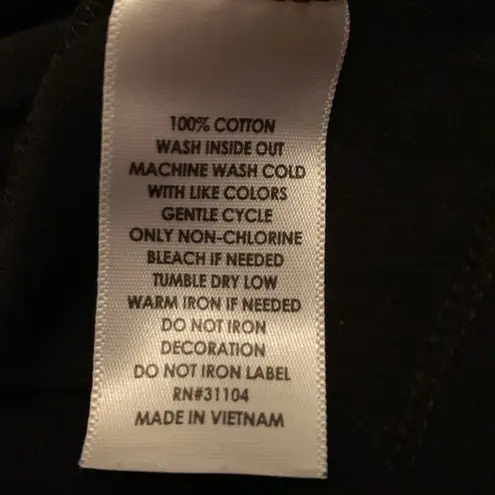 100% COTTON
WASH INSIDE OUT
MACHINE WASH COLD
WITH LIKE COLORS
GENTLE CYCLE
ONLY NON-CHLORINE
BLEACH IF NEEDED
TUMBLE DRY LOW
WARM IRON IF NEEDED
DO NOT IRON
DECORATION
DO NOT IRON LABEL
RN#31104
MADE IN VIETNAM